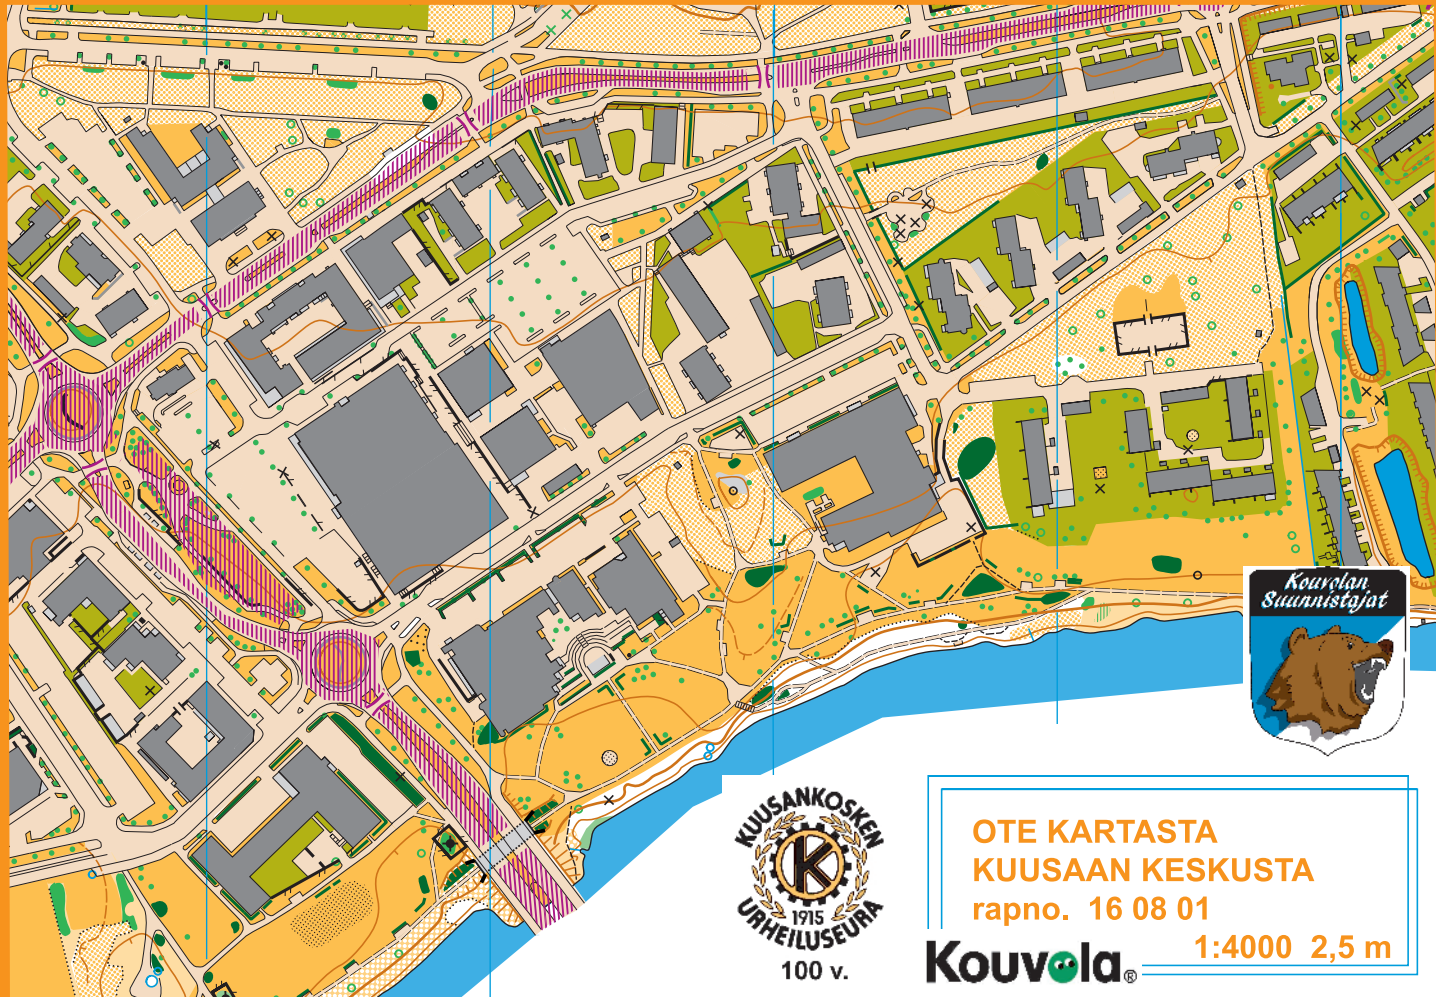 Kouvolan
Suunnistajat
KUUSANKOSKEN
URHEILUSEURA
K
1915
100 v.
OTE KARTASTA
KUUSAAN KESKUSTA
rapno. 16 08 01
1:4000 2,5 m
Kouvola®